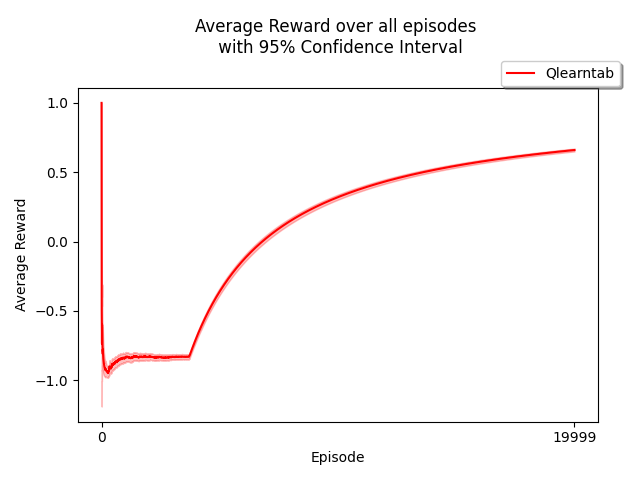 Average Reward over all episodes
with 95% Confidence Interval
Qlearntab
1.0
0.5
0.0
−0.5
−1.0
Average Reward
0
19999
Episode